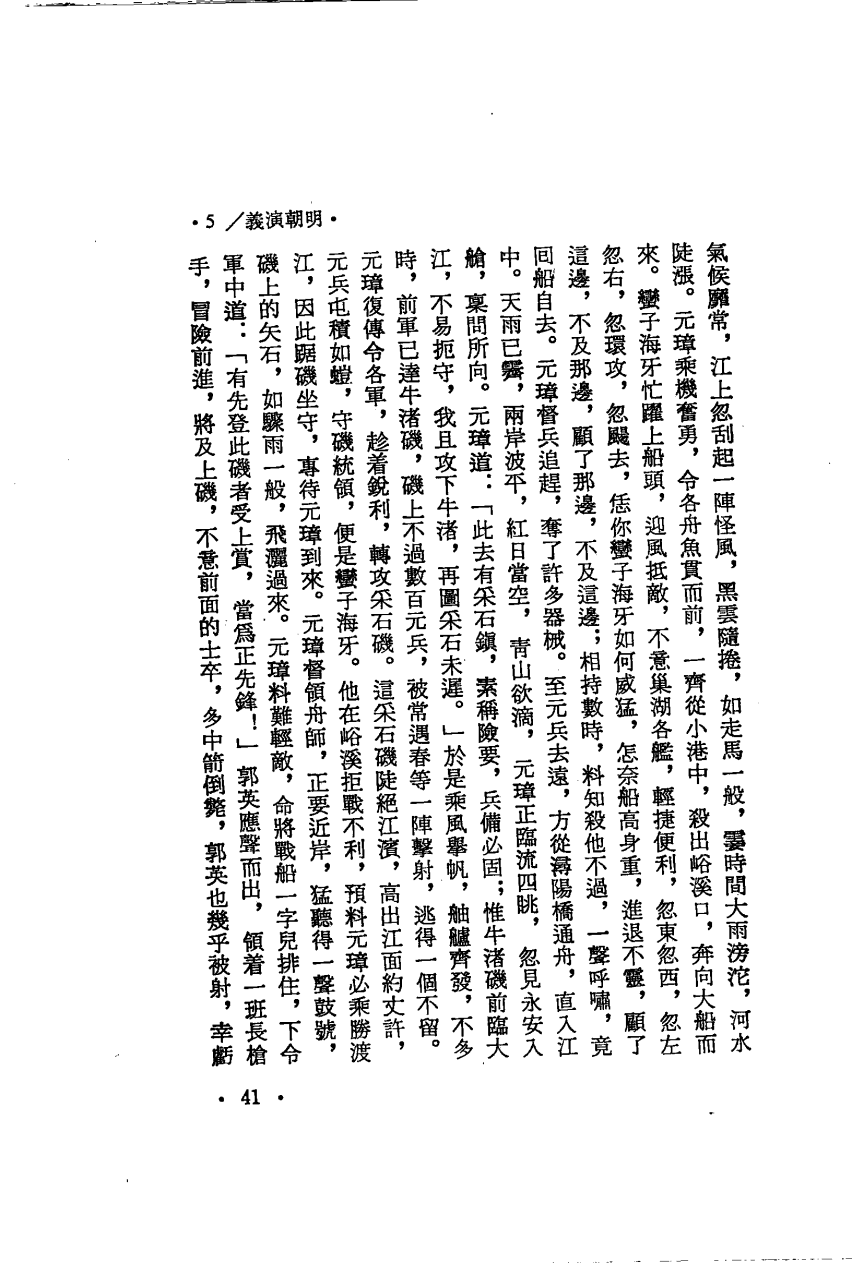 •5／義演朝明•
氣候靡常，江上忽刮起一陣怪風，黑雲隨捲，如走馬一般，霎時間大雨滂沱，河水
陡漲。元璋乘機奮勇，令各舟魚貫而前，一齊從小港中，殺出峪溪口，奔向大船而
來。蠻子海牙忙躍上船頭，迎風抵敵，不意巢湖各艦，輕捷便利，忽東忽西，忽左
忽右，忽環攻，忽颺去，恁你蠻子海牙如何威猛，怎奈船高身重，進退不靈，顧了
這邊，不及那邊，顧了那邊，不及這邊；相持數時，料知殺他不過，一聲呼嘯，竟
回船自去。元璋督兵追趕，奪了許多器械。至元兵去遠，方從潯陽橋通舟，直入江
中。天雨已霽，兩岸波平，紅日當空，青山欲滴，元璋正臨流四眺，忽見永安入
艙，稟問所向。元璋道：「此去有采石鎮，素稱險要，兵備必固；惟牛渚磯前臨大
江，不易扼守，我且攻下牛渚，再圖采石未遲。」於是乘風舉帆，舳艫齊發，不多
時，前軍已達牛渚磯，磯上不過數百元兵，被常遇春等一陣擊射，逃得一個不留。
元璋復傳令各軍，趁着銳利，轉攻采石磯。這采石磯陡絕江濱，高出江面約丈許，
元兵屯積如螘，守磯統領，便是蠻子海牙。他在峪溪拒戰不利，預料元璋必乘勝渡
江，因此踞磯坐守，專待元璋到來。元璋督領舟師，正要近岸，猛聽得一聲鼓號，
磯上的矢石，如驟雨一般，飛灑過來。元璋料難輕敵，命將戰船一字兒排住，下令
軍中道：「有先登此磯者受上賞，當爲正先鋒！」郭英應聲而出，領着一班長槍
手，冒險前進，將及上磯，不意前面的士卒，多中箭倒斃，郭英也幾乎被射，幸虧
• 41 •